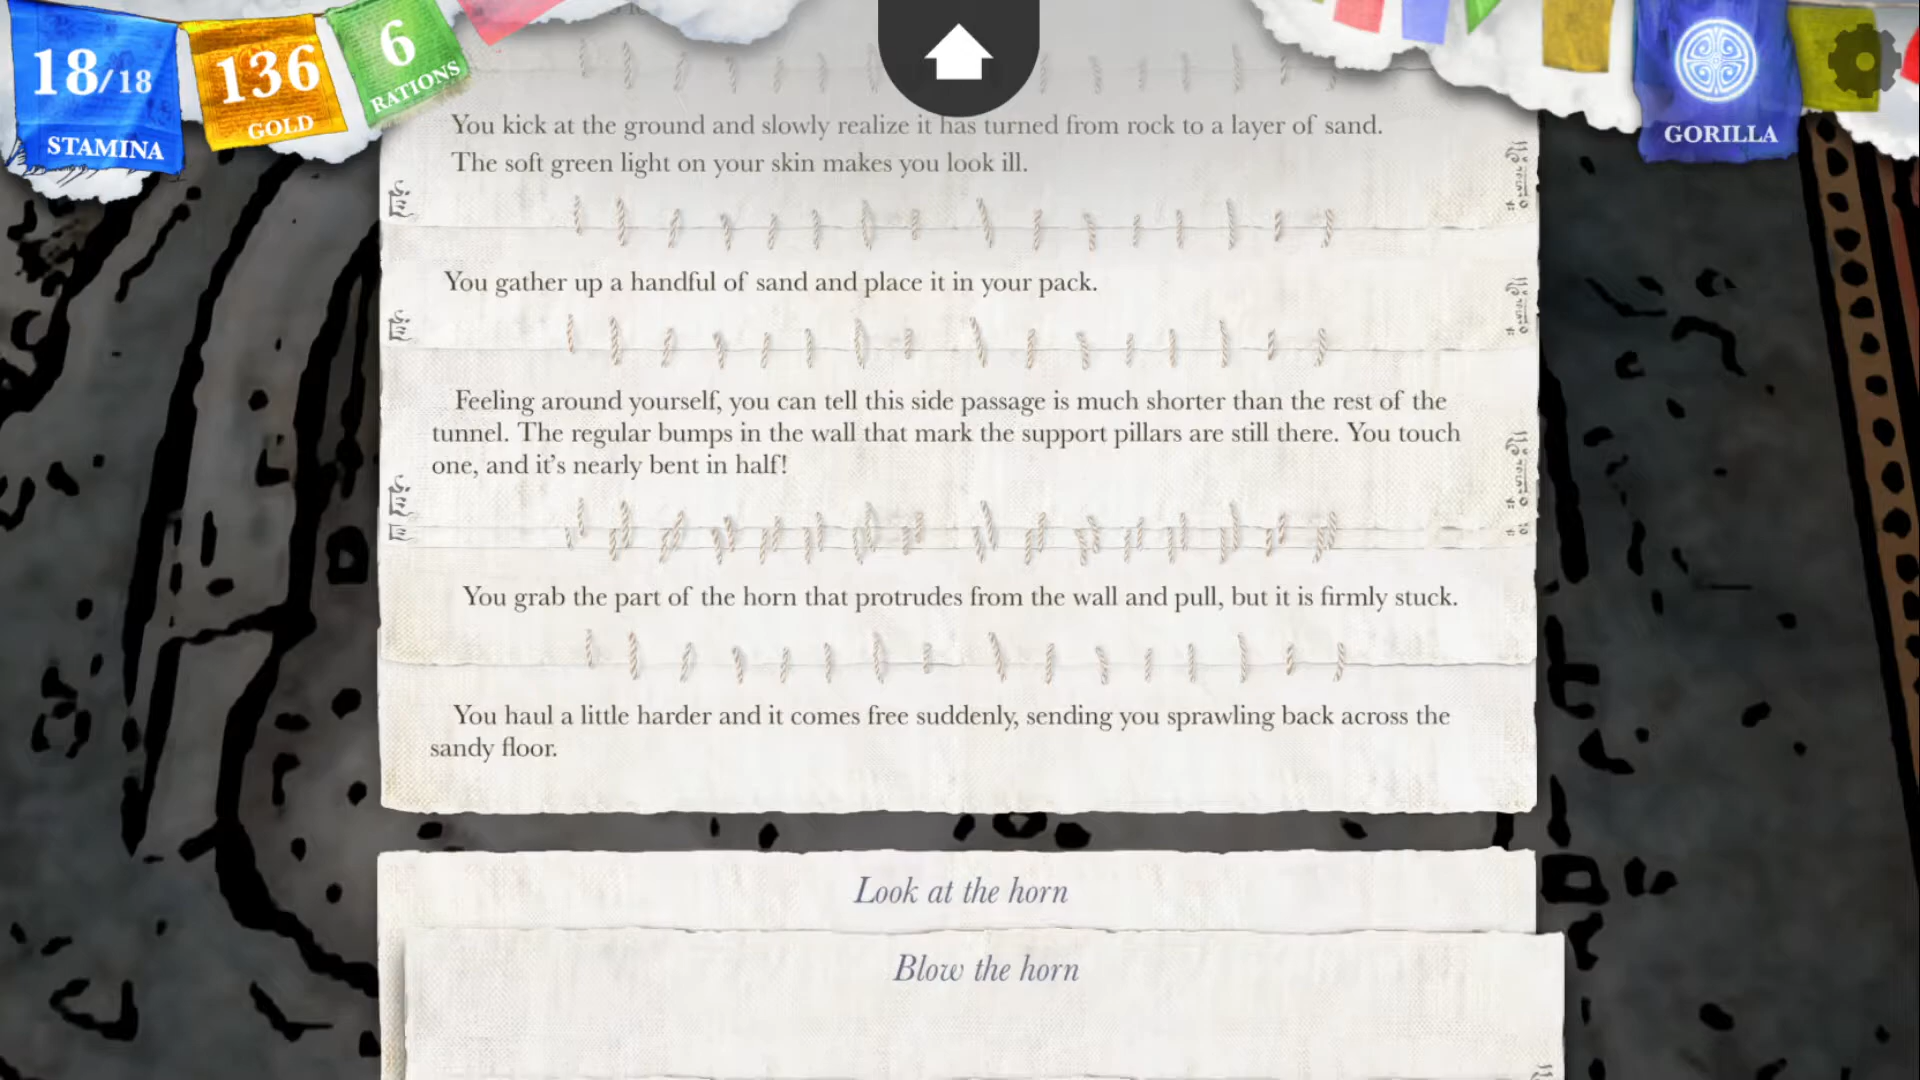 18/18
STAMINA
136
GOLD
6
RATIONS
GORILLA
You kick at the ground and slowly realize it has turned from rock to a layer of sand.
The soft green light on your skin makes you look ill.
You gather up a handful of sand and place it in your pack.
Feeling around yourself, you can tell this side passage is much shorter than the rest of the
tunnel. The regular bumps in the wall that mark the support pillars are still there. You touch
one, and it’s nearly bent in half!
You grab the part of the horn that protrudes from the wall and pull, but it is firmly stuck.
You haul a little harder and it comes free suddenly, sending you sprawling back across the
sandy floor.
Look at the horn
Blow the horn